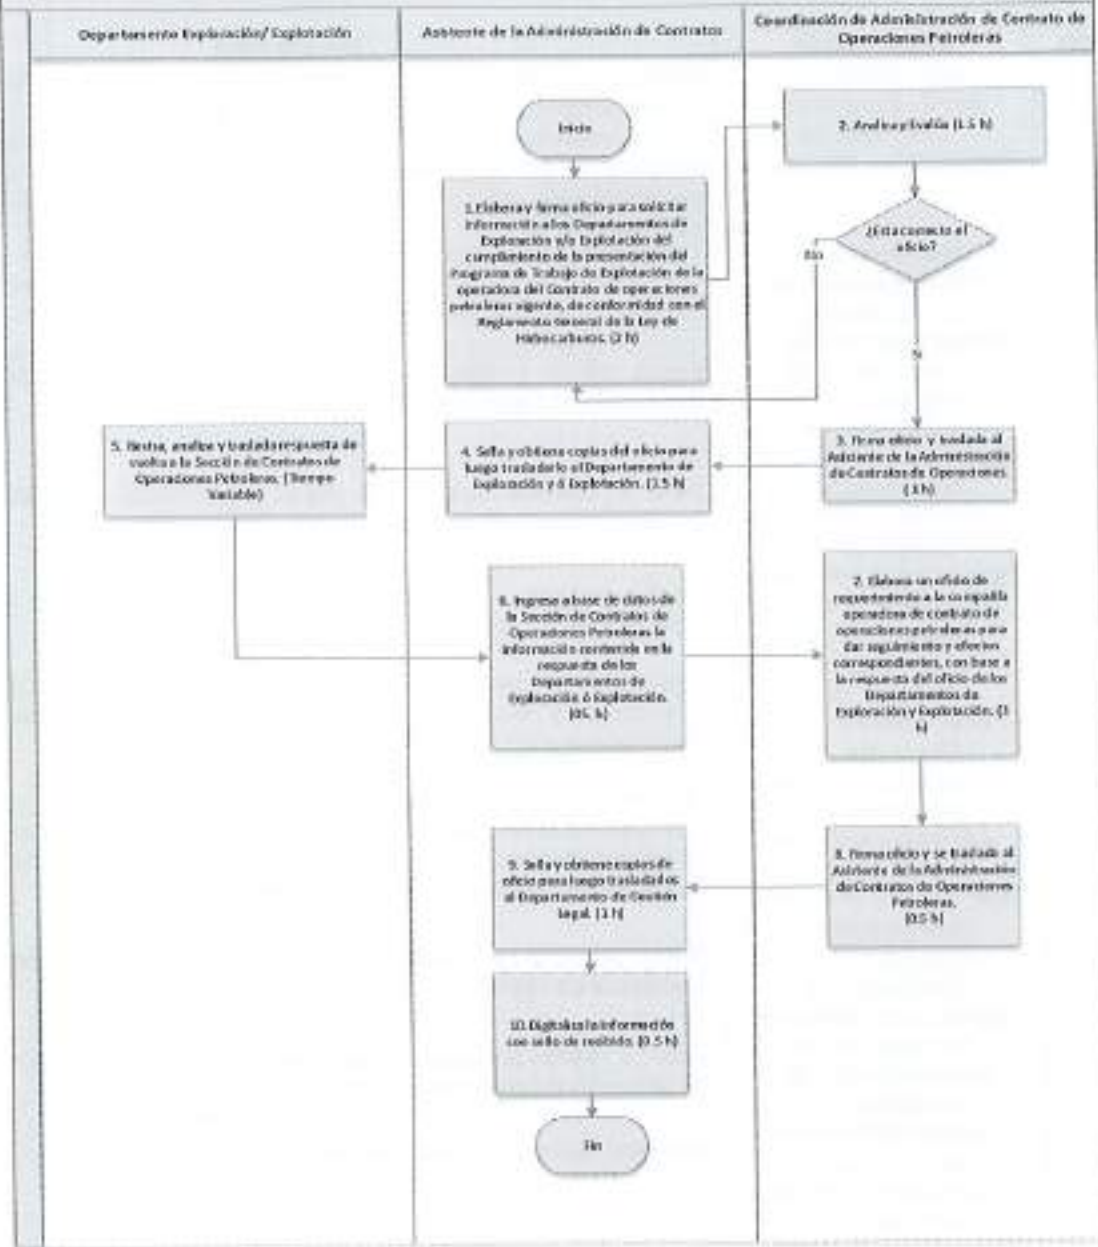 Departamento Exploración/ Explotación
Asistente de la Administración de Contratos
Coordinación de Administración de Contrato de
Operaciones Petroleras
Inicio
2. Analiza y Evalúa (1.5 h)
1. Elabora y firma oficio para solicitar
información a los Departamentos de
Exploración y/o Explotación del
cumplimiento de la presentación del
Programa de Trabajo de Explotación de la
operadora del Contrato de operaciones
petroleras vigente, de conformidad con el
Reglamento General de la Ley de
Hidrocarburos. (2 h)
¿Esta correcto el
oficio?
No
Si
5. Revisa, analiza y traslada respuesta de
vuelta a la Sección de Contratos de
Operaciones Petroleras. (Tiempo
Variable)
4. Sella y obtiene copias del oficio para
luego trasladarlo al Departamento de
Exploración y ó Explotación. (1.5 h)
3. Firma oficio y traslada al
Asistente de la Administración
de Contratos de Operaciones.
6. Ingresa a base de datos de
la Sección de Contratos de
Operaciones Petroleras la
información contenida en la
respuesta de los
Departamentos de
Exploración ó Explotación.
(05. h)
7. Elabora un oficio de
requerimiento a la compañía
operadora de contrato de
operaciones petroleras para
dar seguimiento y efectos
correspondientes, con base a
la respuesta del oficio de los
Departamentos de
Exploración y Explotación.
9. Sella y obtiene copias de
oficio para luego trasladarlos
al Departamento de Gestión
Legal. (1 h)
8. Firma oficio y se traslada al
Asistente de la Administración
de Contratos de Operaciones
Petroleras.
(0.5 h)
10. Digitaliza la información
con sello de recibido. (0.5 h)
Fin